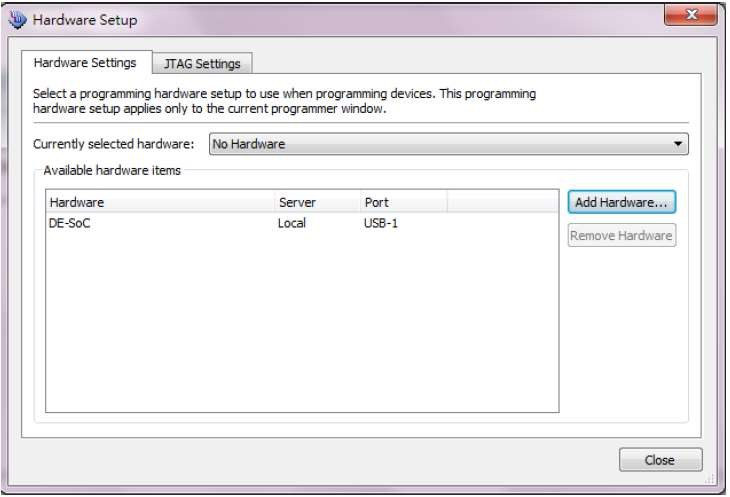 Hardware Setup
Hardware Settings
JTAG Settings
Select a programming hardware setup to use when programming devices. This programming
hardware setup applies only to the current programmer window.
Currently selected hardware:
No Hardware
Available hardware items
Hardware
Server
Port
Add Hardware...
DE-SoC
Local
USB-1
Remove Hardware
Close